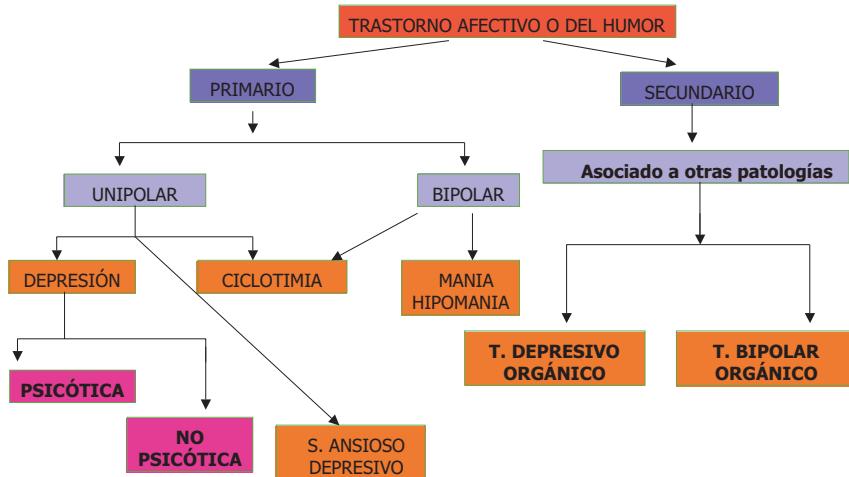 TRASTORNO AFECTIVO O DEL HUMOR
PRIMARIO
SECUNDARIO
UNIPOLAR
BIPOLAR
Asociado a otras patologías
DEPRESIÓN
CICLOTIMIA
MANIA
HIPOMANIA
T. DEPRESIVO
ORGÁNICO
T. BIPOLAR
ORGÁNICO
PSICÓTICA
NO
PSICÓTICA
S. ANSIOSO
DEPRESIVO